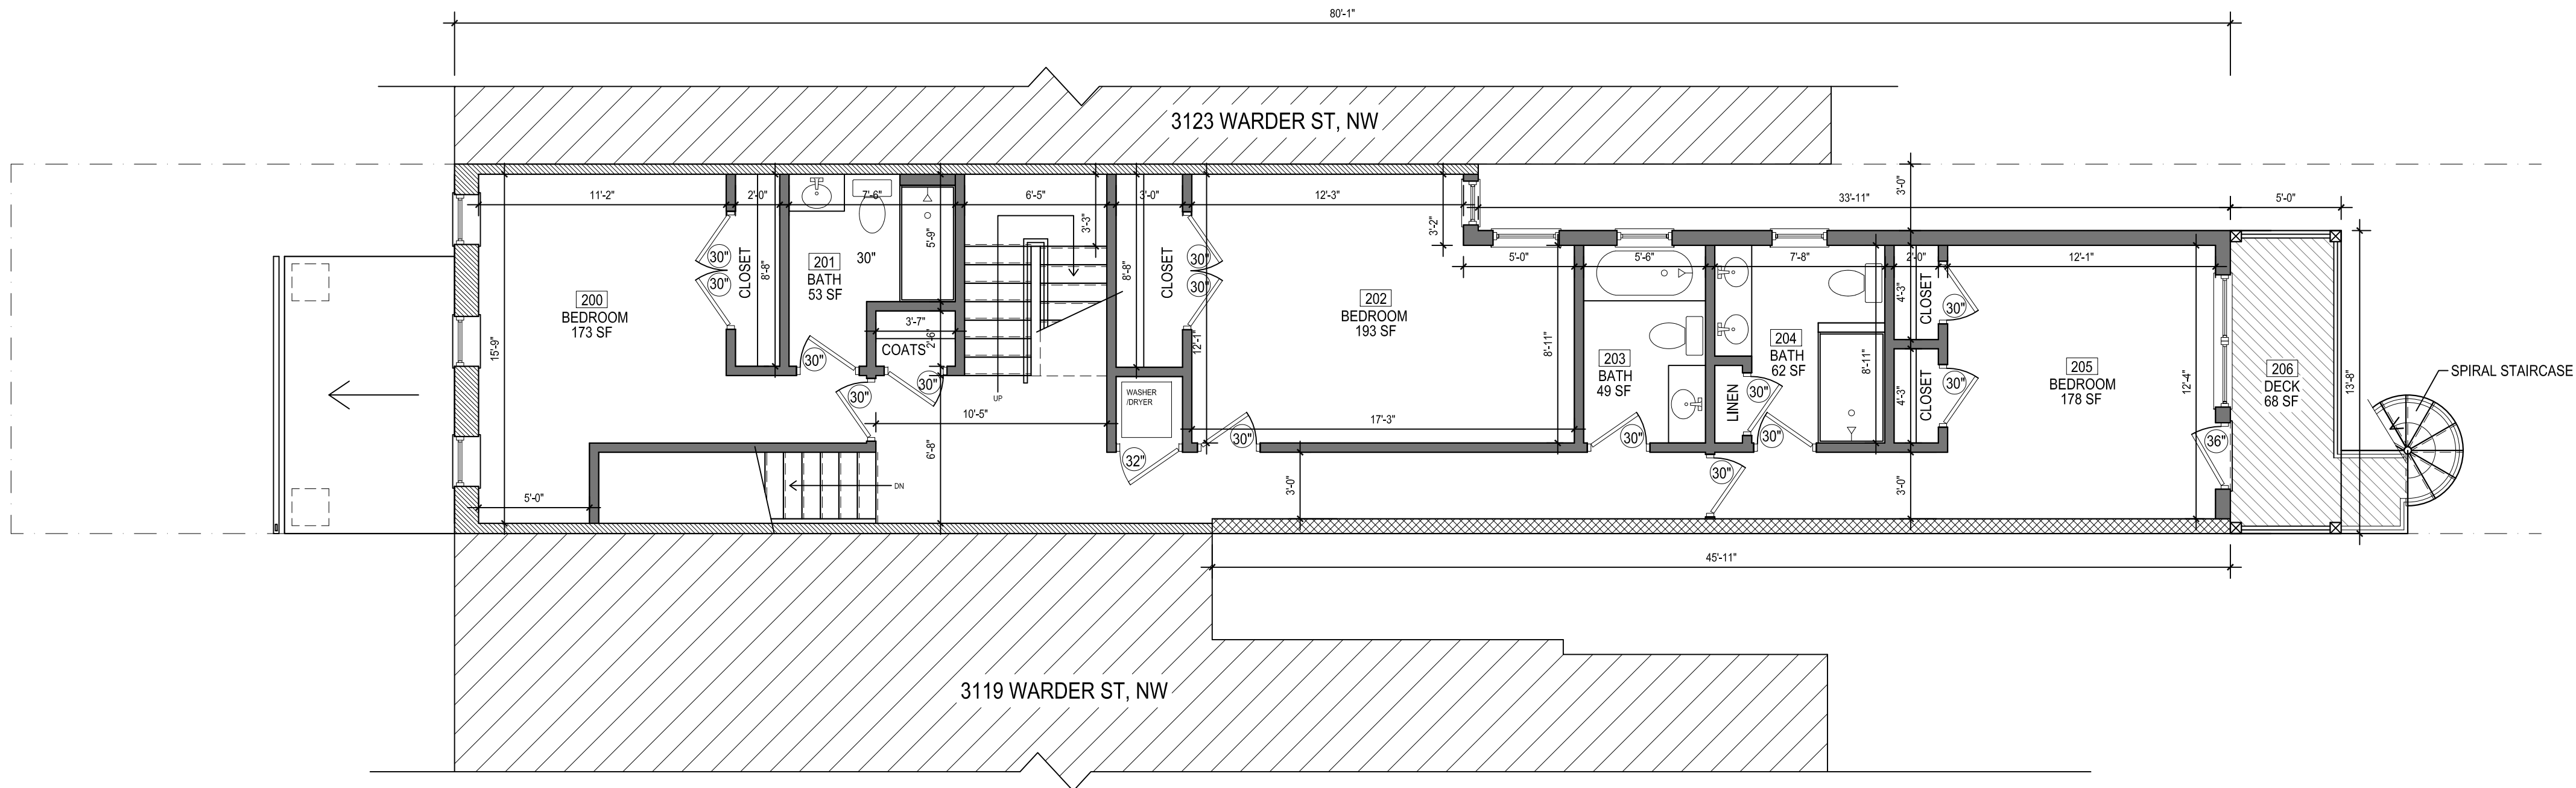 80'-1"
3123 WARDER ST, NW
11'-2"
2'-0"
7'-6"
6'-5"
3'-0"
12'-3"
33'-11"
3'-0"
5'-0"
3'-3"
3'-2"
30"
30"
CLOSET
8'-8"
201
BATH
53 SF
30"
5'-9"
8'-8"
CLOSET
30"
30"
5'-0"
5'-6"
7'-8"
2'-0"
12'-1"
200
BEDROOM
173 SF
15'-9"
3'-7"
COATS
2'-6"
30"
30"
30"
10'-5"
6'-8"
UP
12'-1"
202
BEDROOM
193 SF
8'-11"
17'-3"
WASHER
/DRYER
32"
30"
203
BATH
49 SF
30"
204
BATH
62 SF
8'-11"
LINEN
30"
30"
30"
4'-3"
CLOSET
30"
4'-3"
CLOSET
30"
205
BEDROOM
178 SF
12'-4"
36"
206
DECK
68 SF
13'-8"
SPIRAL STAIRCASE
5'-0"
DN
3'-0"
3'-0"
45'-11"
3119 WARDER ST, NW